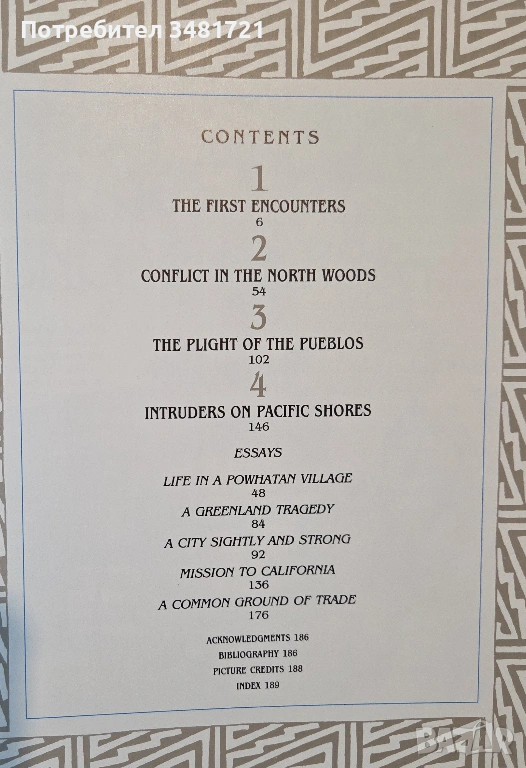 Потребител 3481721
CONTENTS
1
THE FIRST ENCOUNTERS
6
2
CONFLICT IN THE NORTH WOODS
54
3
THE PLIGHT OF THE PUEBLOS
102
4
INTRUDERS ON PACIFIC SHORES
146
ESSAYS
LIFE IN A POWHATAN VILLAGE
48
A GREENLAND TRAGEDY
84
A CITY SIGHTLY AND STRONG
92
MISSION TO CALIFORNIA
136
A COMMON GROUND OF TRADE
176
ACKNOWLEDGMENTS 186
BIBLIOGRAPHY 186
PICTURE CREDITS 188
INDEX 189
BAZAR